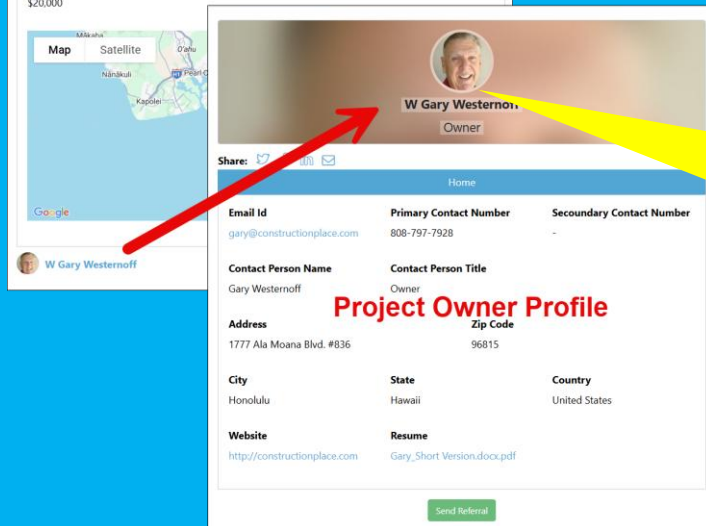 $20,000
Mākaha
Map
Satellite
O'ahu
Nānākuli
Pearl C
Kapolei
Google
W Gary Westernoff
W Gary Westernoff
Owner
Share:
Home
Email Id
Primary Contact Number
Secoundary Contact Number
gary@constructionplace.com
808-797-7928
-
Contact Person Name
Contact Person Title
Gary Westernoff
Owner
Project Owner Profile
Address
Zip Code
1777 Ala Moana Blvd. #836
96815
City
State
Country
Honolulu
Hawaii
United States
Website
Resume
http://constructionplace.com
Gary_Short Version.docx.pdf
Send Referral